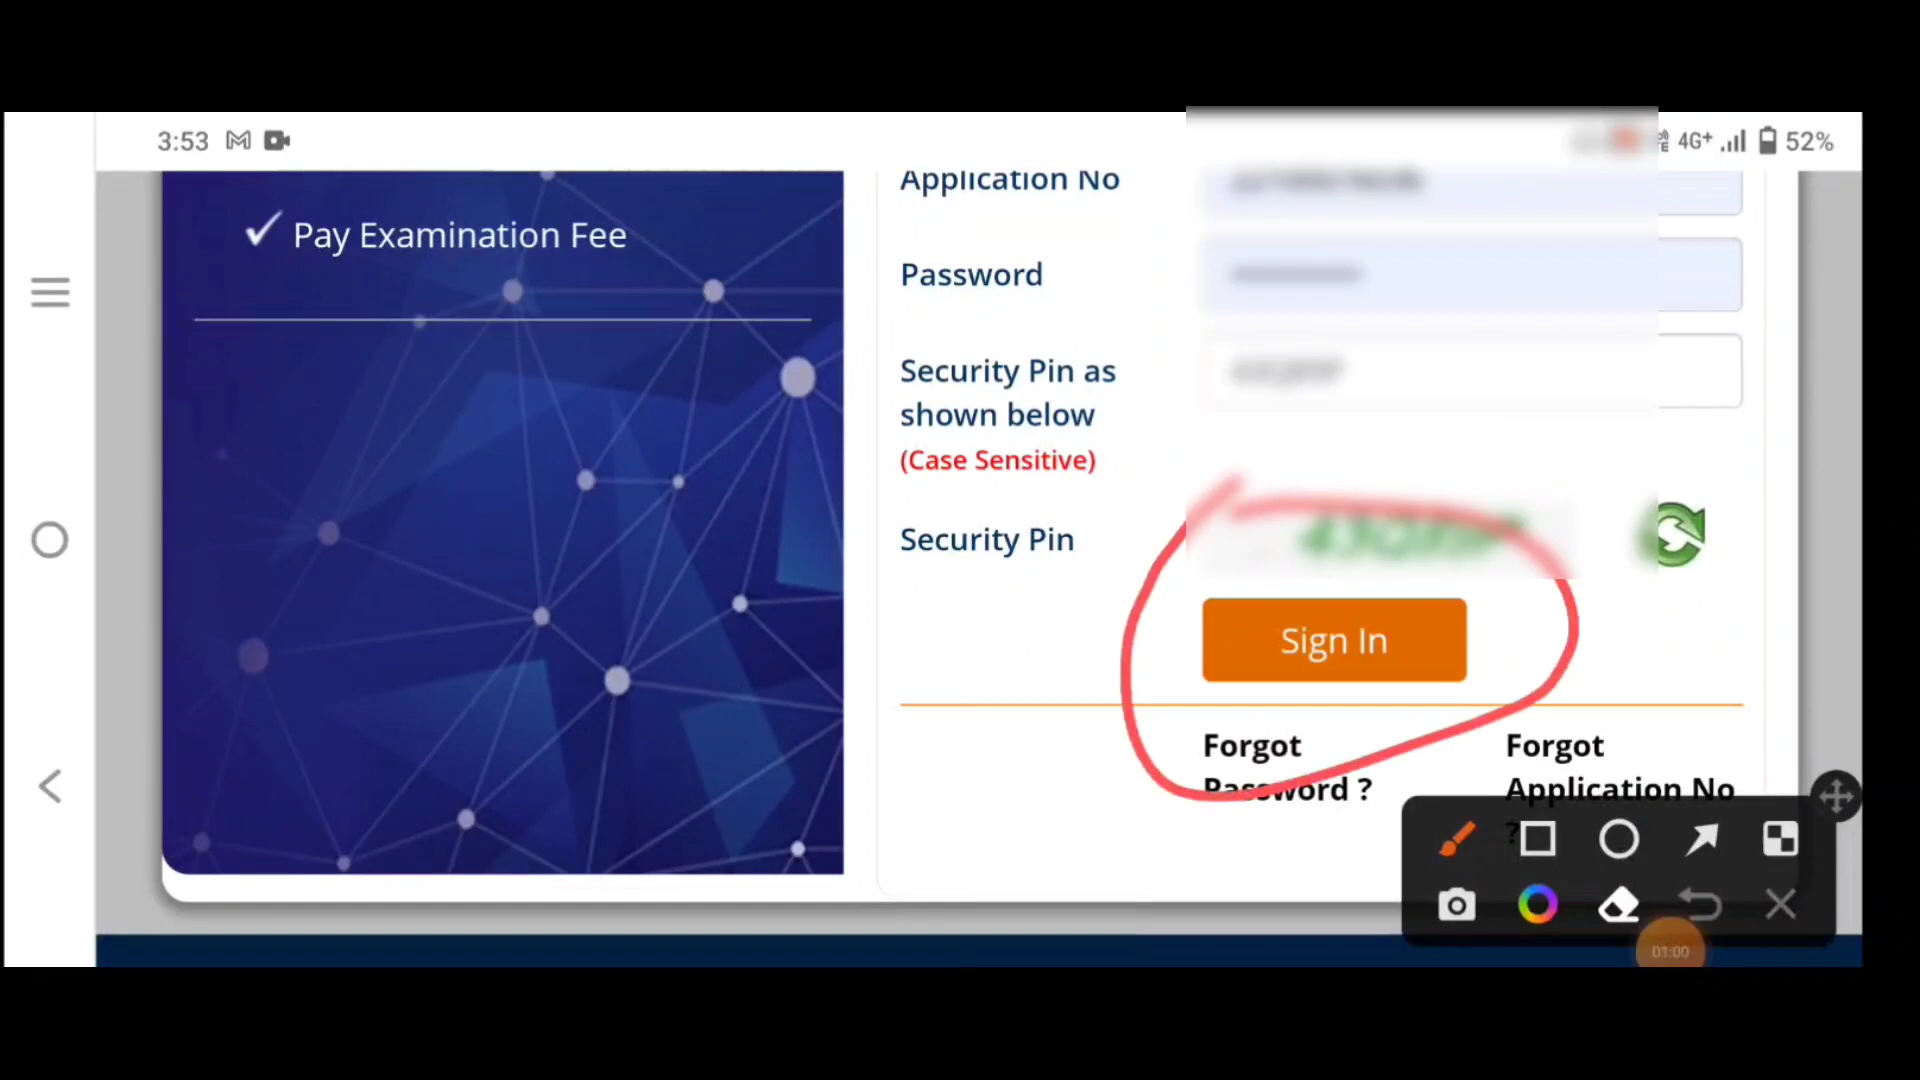 3:53
4G+
52%
Pay Examination Fee
Application No
Password
Security Pin as
shown below
(Case Sensitive)
Security Pin
Sign In
Forgot
Password ?
Forgot
Application No
?
01:00